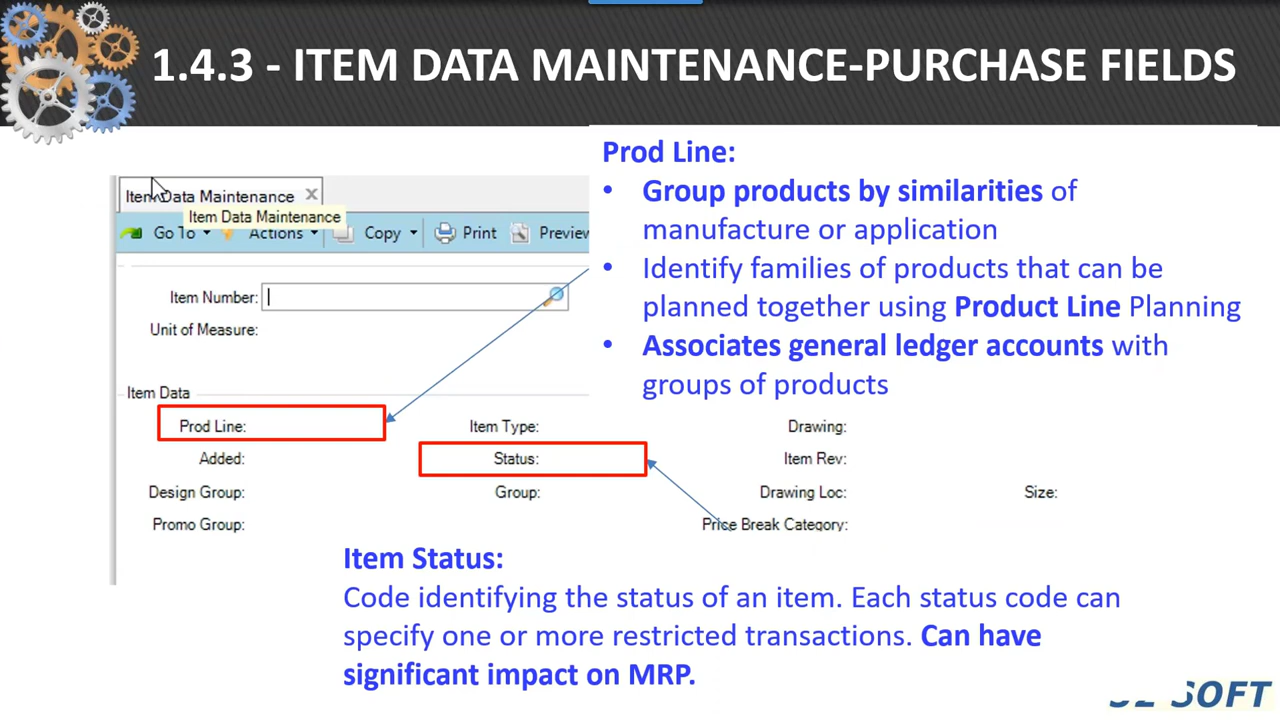 1.4.3 - ITEM DATA MAINTENANCE-PURCHASE FIELDS
Prod Line:
• Group products by similarities of
manufacture or application
• Identify families of products that can be
planned together using Product Line Planning
• Associates general ledger accounts with
groups of products
Item Data Maintenance
Item Data Maintenance
Go To Actions Copy Print Preview
Item Number:
Unit of Measure:
Item Data
Prod Line: Item Type: Drawing:
Added: Status: Item Rev:
Design Group: Group: Drawing Loc: Size:
Promo Group: Price Break Category:
Item Status:
Code identifying the status of an item. Each status code can
specify one or more restricted transactions. Can have
significant impact on MRP.
SOFT